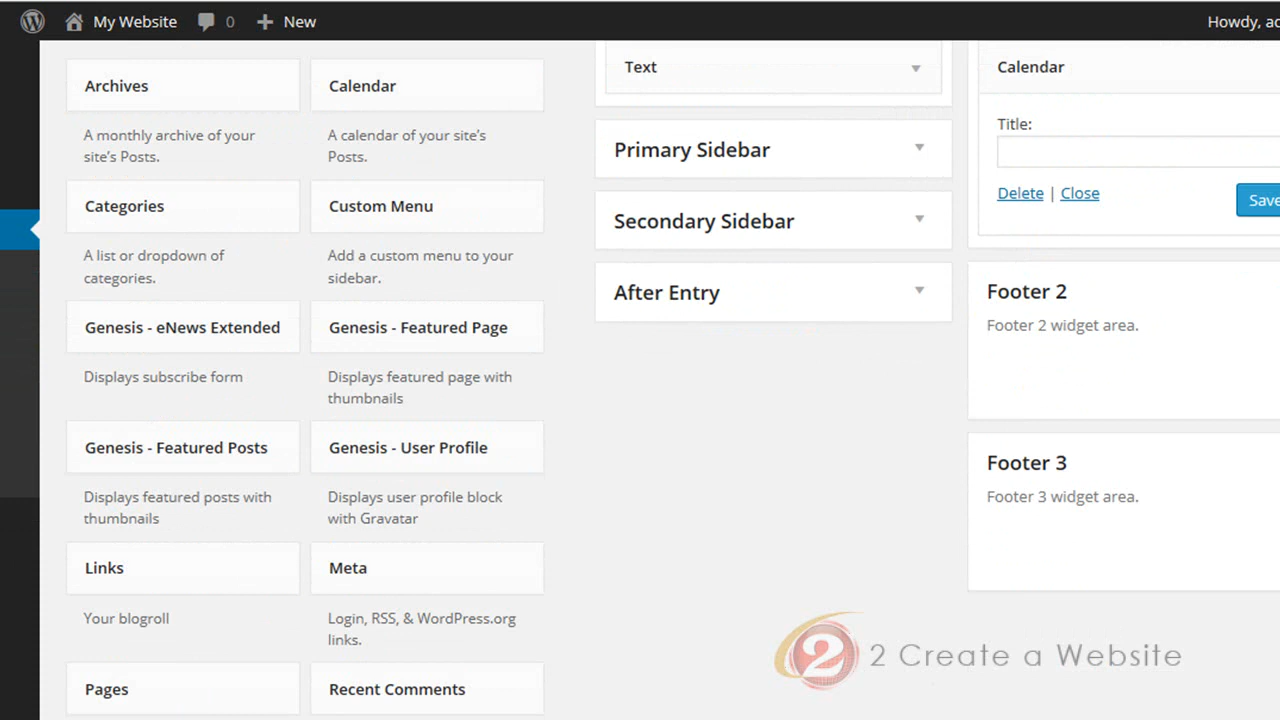 My Website
0
New
Howdy,
Archives
A monthly archive of your
site's Posts.
Calendar
A calendar of your site's
Posts.
Categories
A list or dropdown of
categories.
Custom Menu
Add a custom menu to your
sidebar.
Genesis - eNews Extended
Displays subscribe form
Genesis - Featured Page
Displays featured page with
thumbnails
Genesis - Featured Posts
Displays featured posts with
thumbnails
Genesis - User Profile
Displays user profile block
with Gravatar
Links
Your blogroll
Meta
Login, RSS, & WordPress.org
links.
Pages
Recent Comments
Text
Primary Sidebar
Secondary Sidebar
After Entry
Calendar
Title:
Delete | Close
Save
Footer 2
Footer 2 widget area.
Footer 3
Footer 3 widget area.
2 2 Create a Website